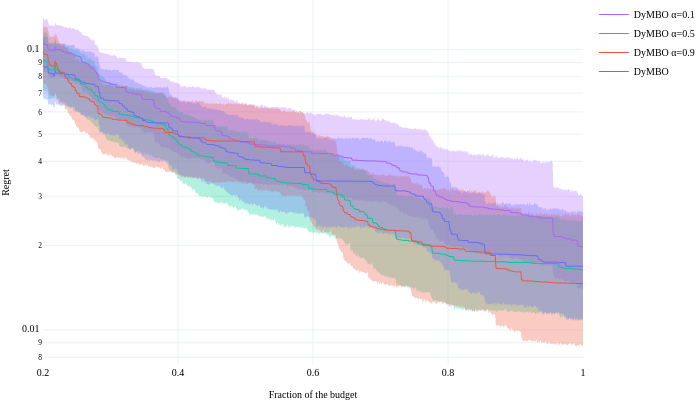 DyMBO α=0.1
DyMBO α=0.5
DyMBO α=0.9
DyMBO
0.1
9
8
7
6
5
4
3
2
0.01
9
8
Regret
0.2
0.4
0.6
0.8
1
Fraction of the budget